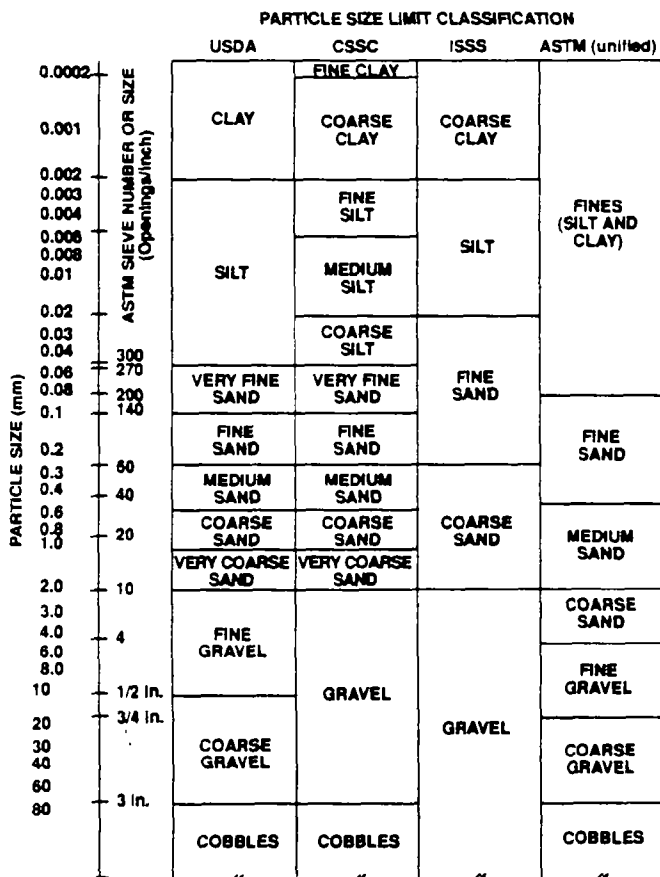 PARTICLE SIZE LIMIT CLASSIFICATION
USDA CSSC ISSS ASTM (unified)
PARTICLE SIZE (mm)
0.0002
0.001
0.002
0.003
0.004
0.006
0.008
0.01
0.02
0.03
0.04
0.06
0.08
0.1
0.2
0.3
0.4
0.6
0.8
1.0
2.0
3.0
4.0
6.0
8.0
10
20
30
40
60
80
ASTM SIEVE NUMBER OR SIZE
(Openings/inch)
300
270
200
140
60
40
20
10
4
1/2 in.
3/4 in.
3 in.
CLAY
SILT
VERY FINE
SAND
FINE
SAND
MEDIUM
SAND
COARSE
SAND
VERY COARSE
SAND
FINE
GRAVEL
COARSE
GRAVEL
COBBLES
FINE CLAY
COARSE
CLAY
FINE
SILT
MEDIUM
SILT
COARSE
SILT
VERY FINE
SAND
FINE
SAND
MEDIUM
SAND
COARSE
SAND
VERY COARSE
SAND
GRAVEL
COBBLES
COARSE
CLAY
SILT
FINE
SAND
COARSE
SAND
GRAVEL
FINES
(SILT AND
CLAY)
FINE
SAND
MEDIUM
SAND
COARSE
SAND
FINE
GRAVEL
COARSE
GRAVEL
COBBLES